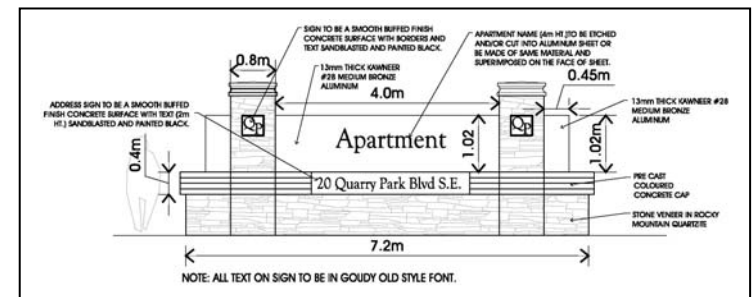 SIGN TO BE A SMOOTH BUFFED FINISH
CONCRETE SURFACE WITH BORDERS AND
TEXT SANDBLASTED AND PAINTED BLACK.
APARTMENT NAME (4m HT.)TO BE ETCHED
AND/OR CUT INTO ALUMINUM SHEET OR
BE MADE OF SAME MATERIAL AND
SUPERIMPOSED ON THE FACE OF SHEET.
0.8m
13mm THICK KAWNEER
#28 MEDIUM BRONZE
ALUMINUM
4.0m
0.45m
ADDRESS SIGN TO BE A SMOOTH BUFFED
FINISH CONCRETE SURFACE WITH TEXT (2m
HT.) SANDBLASTED AND PAINTED BLACK.
13mm THICK KAWNEER #28
MEDIUM BRONZE
ALUMINUM
QP
Apartment
1.02
QP
1.02m
0.4m
20 Quarry Park Blvd S.E.
PRE CAST
COLOURED
CONCRETE CAP
STONE VENEER IN ROCKY
MOUNTAIN QUARTZITE
7.2m
NOTE: ALL TEXT ON SIGN TO BE IN GOUDY OLD STYLE FONT.